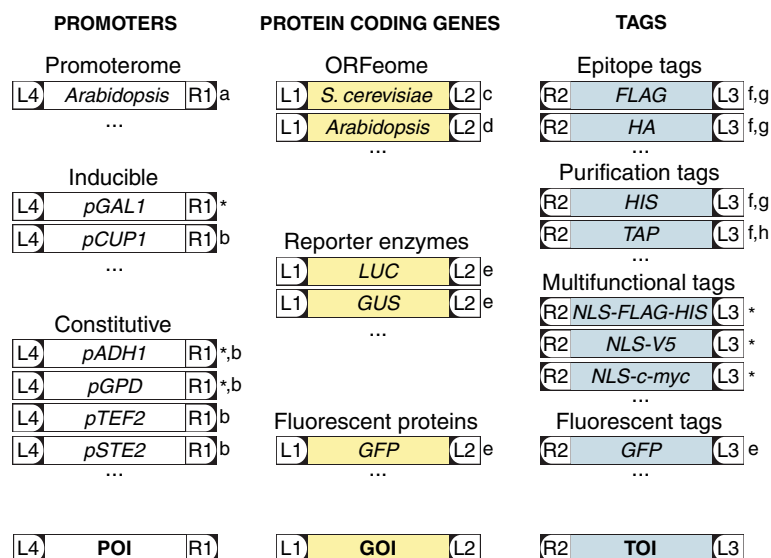 PROMOTERS PROTEIN CODING GENES TAGS
Promoterome ORFeome Epitope tags
L4 Arabidopsis R1 a L1 S. cerevisiae L2 c R2 FLAG L3 f,g
... L1 Arabidopsis L2 d R2 HA L3 f,g
... ...
Inducible Purification tags
L4 pGAL1 R1 * R2 HIS L3 f,g
L4 pCUP1 R1 b Reporter enzymes R2 TAP L3 f,h
... L1 LUC L2 e ...
Multifunctional tags
L1 GUS L2 e R2 NLS-FLAG-HIS L3 *
Constitutive ... R2 NLS-V5 L3 *
L4 pADH1 R1 *,b R2 NLS-c-myc L3 *
L4 pGPD R1 *,b ...
L4 pTEF2 R1 b Fluorescent proteins Fluorescent tags
L4 pSTE2 R1 b L1 GFP L2 e R2 GFP L3 e
... ... ...
L4 POI R1 L1 GOI L2 R2 TOI L3